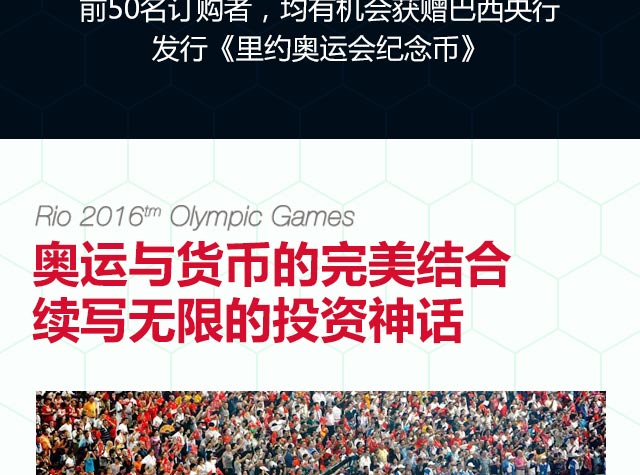 前50名订购者，均有机会获赠巴西央行
发行《里约奥运会纪念币》
Rio 2016tm Olympic Games
奥运与货币的完美结合
续写无限的投资神话